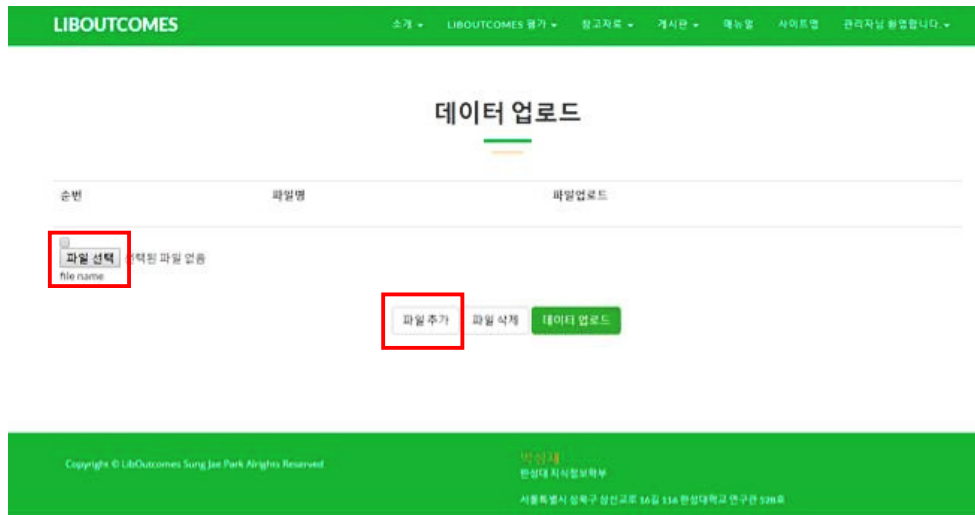 LIBOUTCOMES 소개 LIBOUTCOMES 평가 참고자료 게시판 매뉴얼 사이트맵 관리자님 환영합니다.
데이터 업로드
순번 파일명 파일업로드
파일 선택 선택된 파일 없음
file name
파일 추가 파일 삭제 데이터 업로드
Copyright © LibOutcomes Sung Jae Park Alrights Reserved
박성재
한성대 지식정보학부
서울특별시 성북구 삼선교로 16길 116 한성대학교 연구관 528호